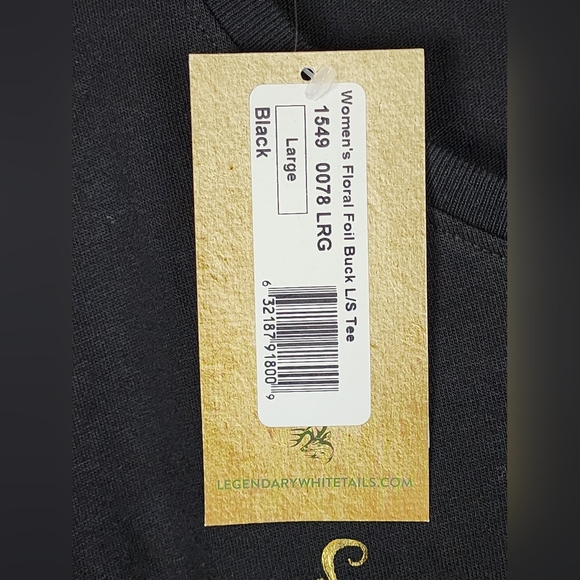 Women's Floral Foil Buck L/S Tee
1549 0078 LRG
Large
Black
6 32187 91800 9
LEGENDARYWHITETAILS.COM